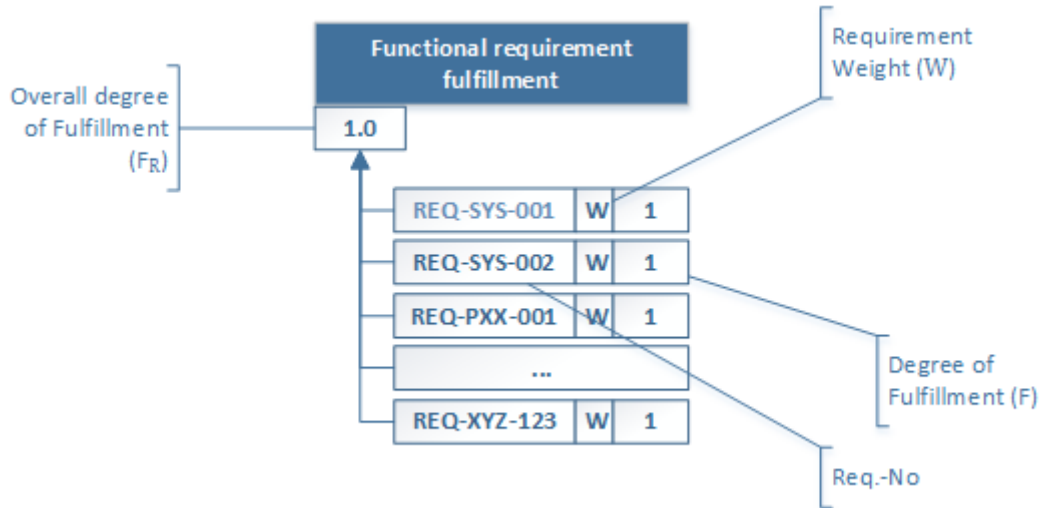 Functional requirement
fulfillment
Requirement
Weight (W)
Overall degree
of Fulfillment
(F_R)
1.0
REQ-SYS-001 W 1
REQ-SYS-002 W 1
REQ-PXX-001 W 1
...
REQ-XYZ-123 W 1
Degree of
Fulfillment (F)
Req.-No